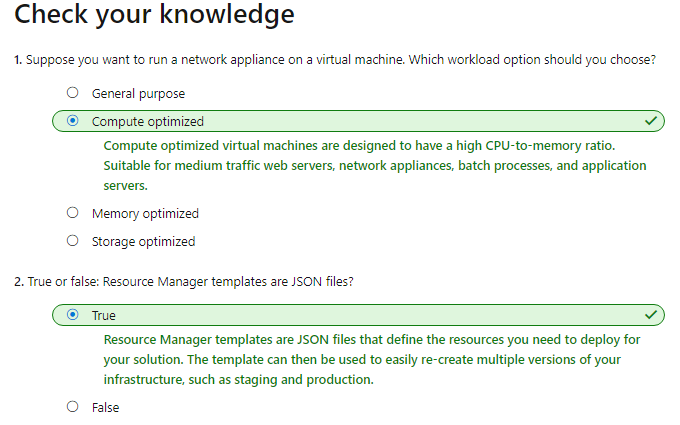 Check your knowledge
1. Suppose you want to run a network appliance on a virtual machine. Which workload option should you choose?
General purpose
Compute optimized
Compute optimized virtual machines are designed to have a high CPU-to-memory ratio.
Suitable for medium traffic web servers, network appliances, batch processes, and application
servers.
Memory optimized
Storage optimized
2. True or false: Resource Manager templates are JSON files?
True
Resource Manager templates are JSON files that define the resources you need to deploy for
your solution. The template can then be used to easily re-create multiple versions of your
infrastructure, such as staging and production.
False